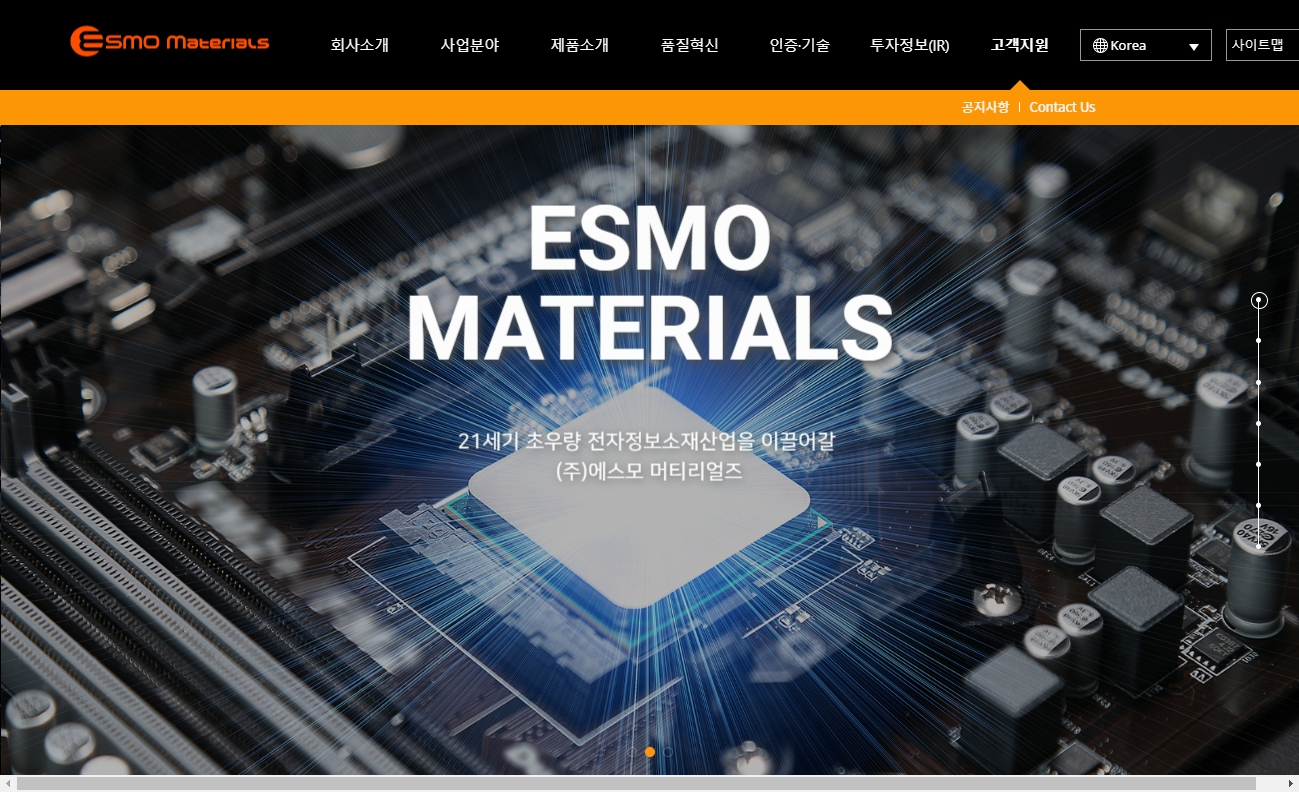 ESMO Materials
회사소개
사업분야
제품소개
품질혁신
인증·기술
투자정보(IR)
고객지원
Korea
사이트맵
공지사항
Contact Us
ESMO
MATERIALS
21세기 초우량 전자정보소재산업을 이끌어갈
(주)에스모 머티리얼즈